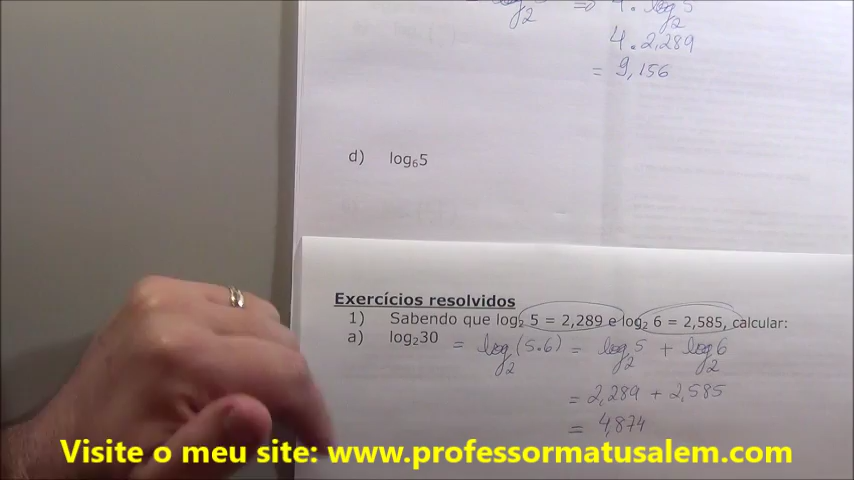 log₂ ⇒ 4 . log₂5
4 . 2,289
= 9,156
d) log₆5
Exercícios resolvidos
1) Sabendo que log₂ 5 = 2,289 e log₂ 6 = 2,585, calcular:
a) log₂30 = log₂(5.6) = log₂5 + log₂6
= 2,289 + 2,585
= 4,874
Visite o meu site: www.professormatusalem.com